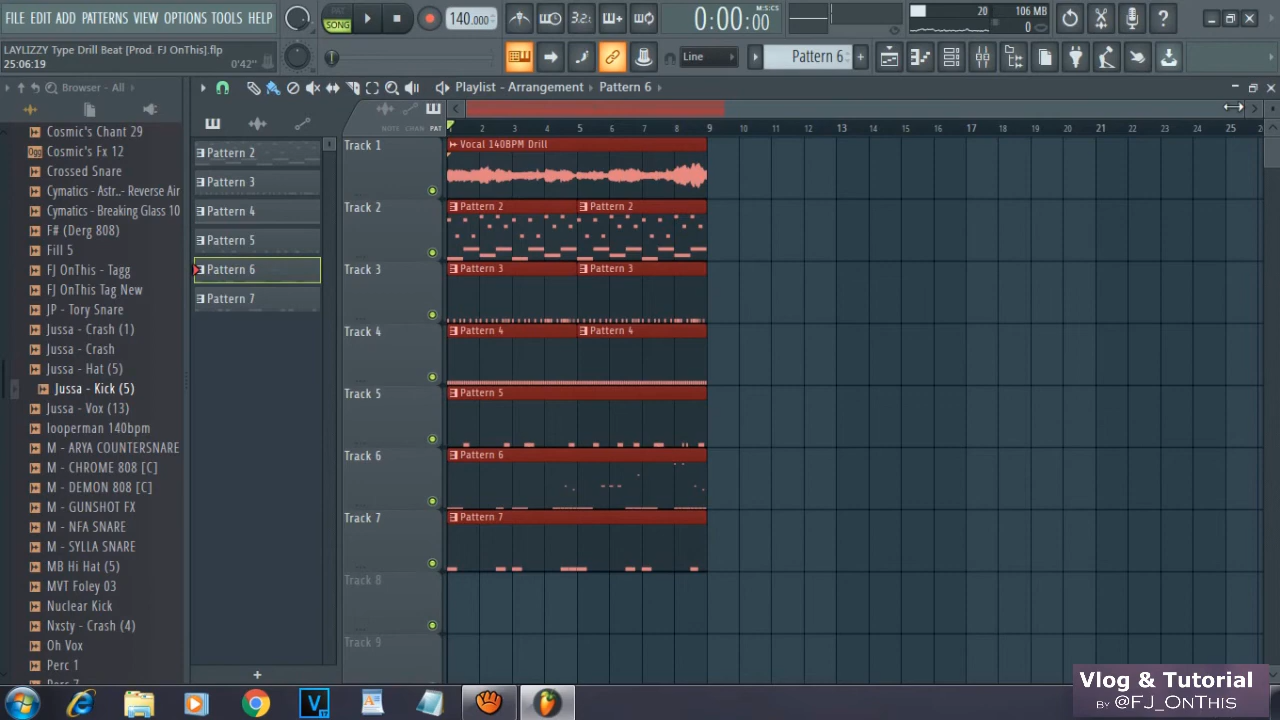 FILE EDIT ADD PATTERNS VIEW OPTIONS TOOLS HELP
SONG
140.000
3.2.
0:00:00
20
106 MB
0
LAYLIZZY Type Drill Beat [Prod. FJ OnThis].flp
25:06:19
0'42"
Line
Pattern 6
Browser - All
Playlist - Arrangement
Pattern 6
NOTE CHAN PAT
1 2 3 4 5 6 7 8 9 10 11 12 13 14 15 16 17 18 19 20 21 22 23 24 25 26
Cosmic's Chant 29
Ogg
Cosmic's Fx 12
Crossed Snare
Cymatics - Astr..- Reverse Air
Cymatics - Breaking Glass 10
F# (Derg 808)
Fill 5
FJ OnThis - Tagg
FJ OnThis Tag New
JP - Tory Snare
Jussa - Crash (1)
Jussa - Crash
Jussa - Hat (5)
Jussa - Kick (5)
Jussa - Vox (13)
looperman 140bpm
M - ARYA COUNTERSNARE
M - CHROME 808 [C]
M - DEMON 808 [C]
M - GUNSHOT FX
M - NFA SNARE
M - SYLLA SNARE
MB Hi Hat (5)
MVT Foley 03
Nuclear Kick
Nxsty - Crash (4)
Oh Vox
Perc 1
Perc 7
Pattern 2
Pattern 3
Pattern 4
Pattern 5
Pattern 6
Pattern 7
+
Track 1
Vocal 140BPM Drill
Track 2
Pattern 2
Pattern 2
Track 3
Pattern 3
Pattern 3
Track 4
Pattern 4
Pattern 4
Track 5
Pattern 5
Track 6
Pattern 6
Track 7
Pattern 7
Track 8
Track 9
Vlog & Tutorial
BY @FJ_ONTHIS